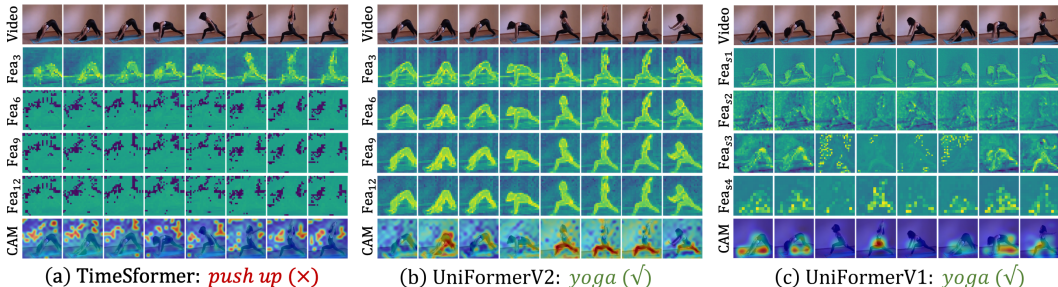 Video
Fea3
Fea6
Fea9
Fea12
CAM
(a) TimeSformer: push up (×)
Video
Fea3
Fea6
Fea9
Fea12
CAM
(b) UniFormerV2: yoga (√)
Video
Feas1
Feas2
Feas3
Feas4
CAM
(c) UniFormerV1: yoga (√)